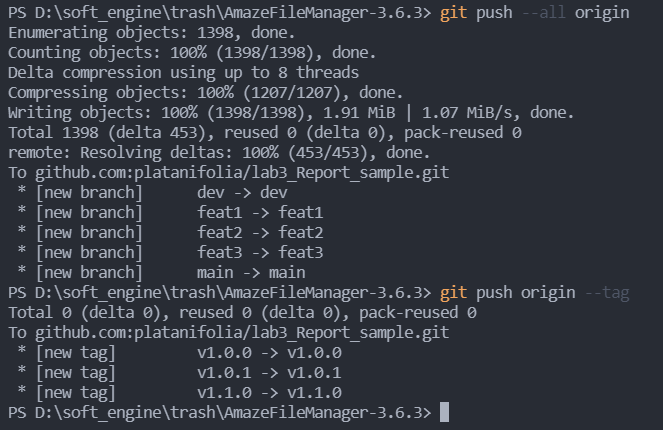 PS D:\soft_engine\trash\AmazeFileManager-3.6.3> git push --all origin
Enumerating objects: 1398, done.
Counting objects: 100% (1398/1398), done.
Delta compression using up to 8 threads
Compressing objects: 100% (1207/1207), done.
Writing objects: 100% (1398/1398), 1.91 MiB | 1.07 MiB/s, done.
Total 1398 (delta 453), reused 0 (delta 0), pack-reused 0
remote: Resolving deltas: 100% (453/453), done.
To github.com:platanifolia/lab3_Report_sample.git
 * [new branch]      dev -> dev
 * [new branch]      feat1 -> feat1
 * [new branch]      feat2 -> feat2
 * [new branch]      feat3 -> feat3
 * [new branch]      main -> main
PS D:\soft_engine\trash\AmazeFileManager-3.6.3> git push origin --tag
Total 0 (delta 0), reused 0 (delta 0), pack-reused 0
To github.com:platanifolia/lab3_Report_sample.git
 * [new tag]         v1.0.0 -> v1.0.0
 * [new tag]         v1.0.1 -> v1.0.1
 * [new tag]         v1.1.0 -> v1.1.0
PS D:\soft_engine\trash\AmazeFileManager-3.6.3>